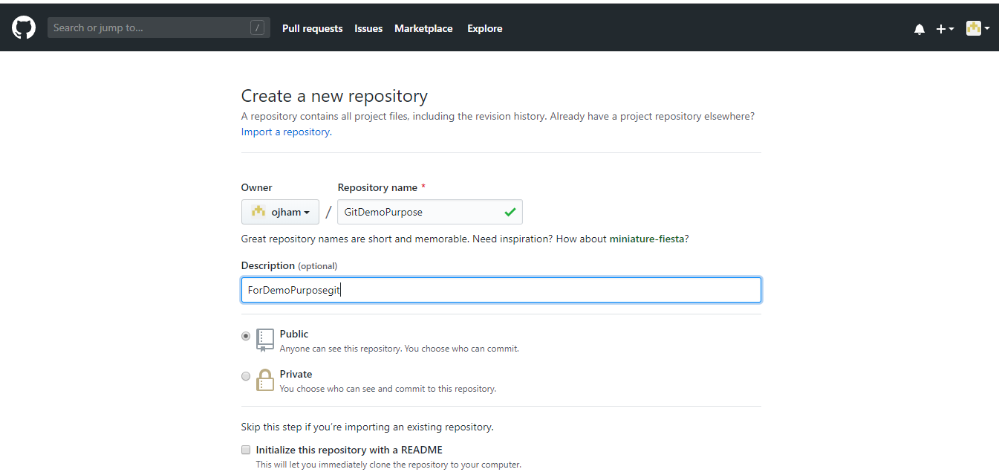 Search or jump to... / Pull requests Issues Marketplace Explore
Create a new repository
A repository contains all project files, including the revision history. Already have a project repository elsewhere?
Import a repository.
Owner Repository name *
ojham / GitDemoPurpose
Great repository names are short and memorable. Need inspiration? How about miniature-fiesta?
Description (optional)
ForDemoPurposegit
Public
Anyone can see this repository. You choose who can commit.
Private
You choose who can see and commit to this repository.
Skip this step if you’re importing an existing repository.
Initialize this repository with a README
This will let you immediately clone the repository to your computer.